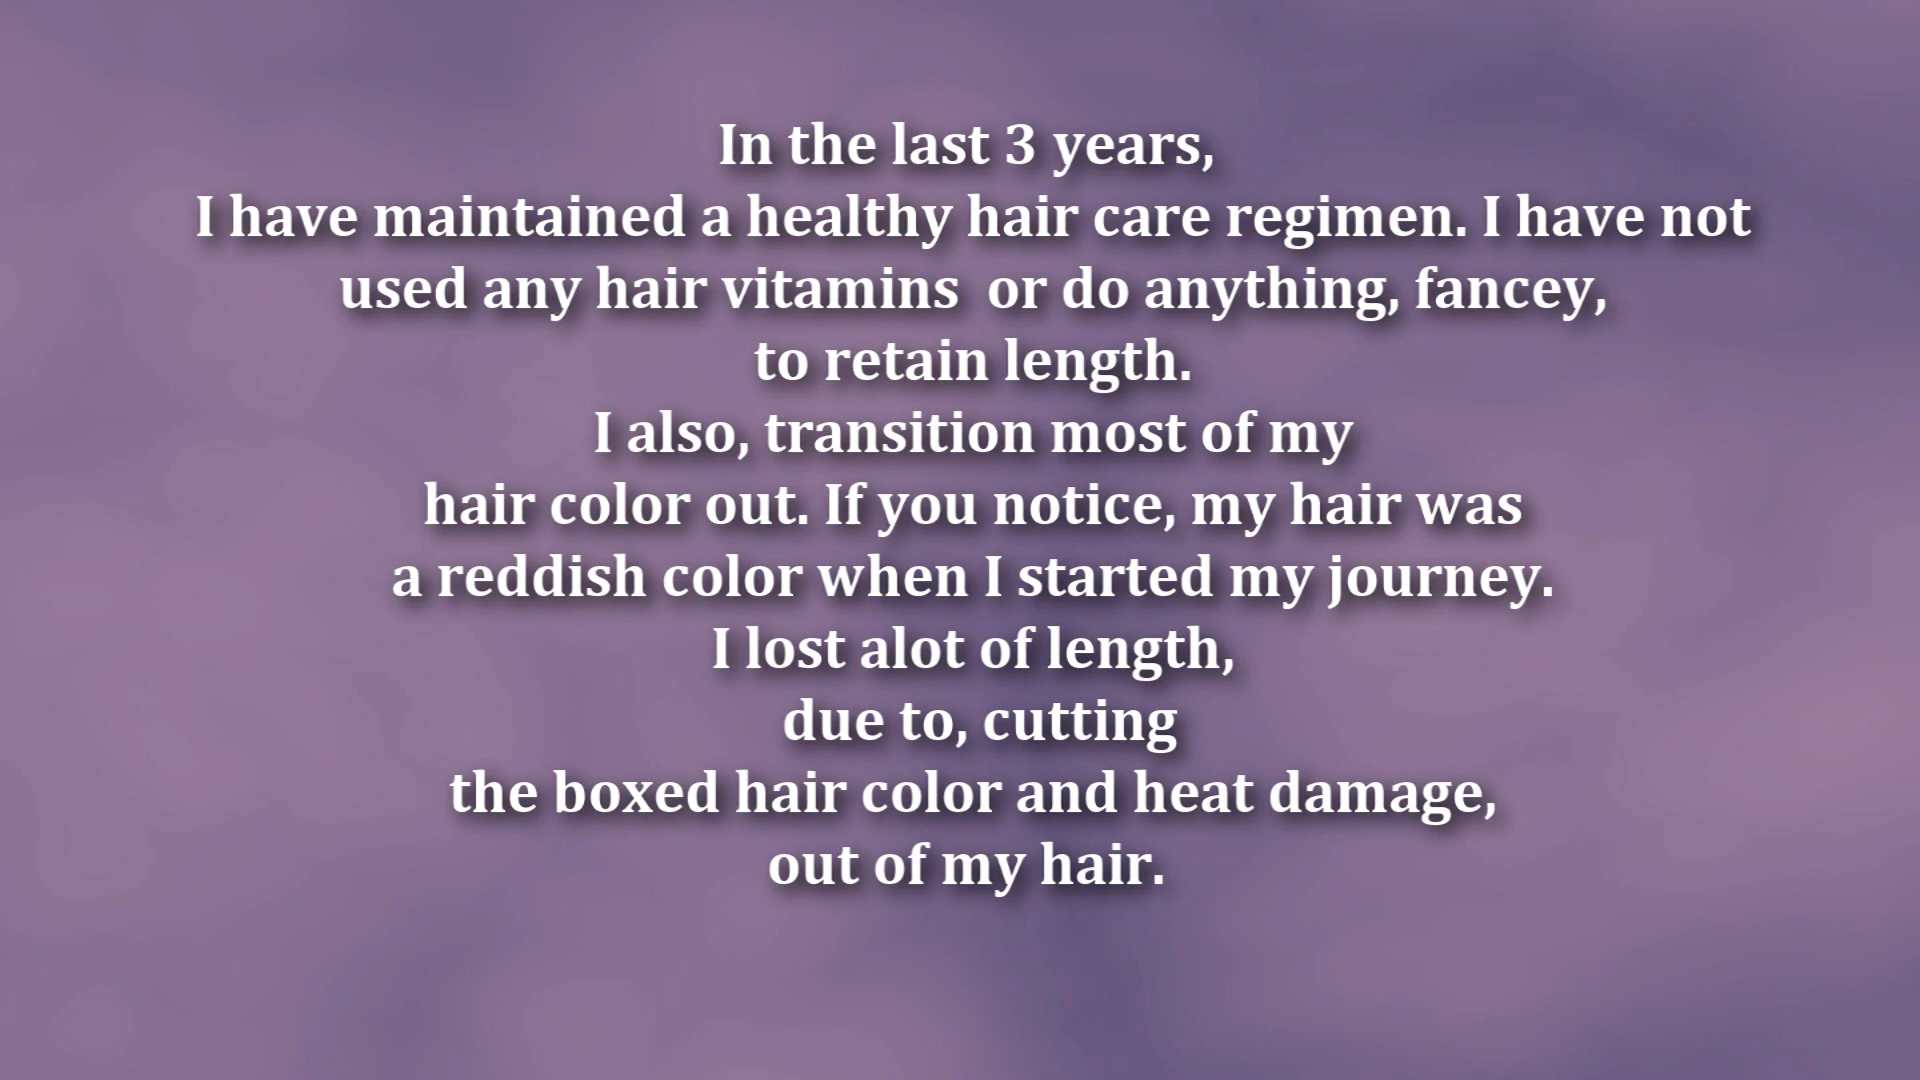 In the last 3 years,
I have maintained a healthy hair care regimen. I have not
used any hair vitamins  or do anything, fancey,
to retain length.
I also, transition most of my
hair color out. If you notice, my hair was
a reddish color when I started my journey.
I lost alot of length,
due to, cutting
the boxed hair color and heat damage,
out of my hair.